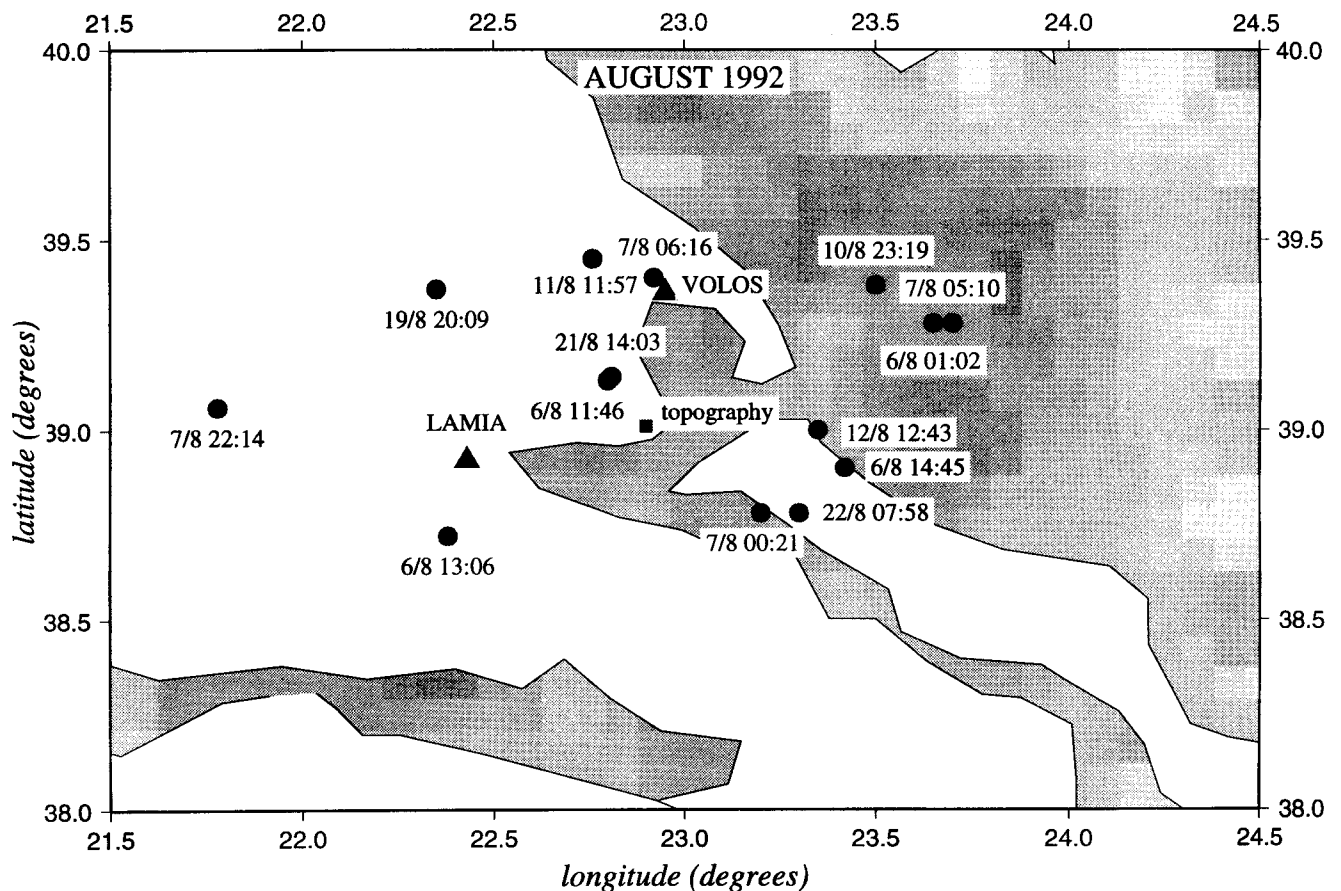 21.5 22.0 22.5 23.0 23.5 24.0 24.5
40.0 40.0
AUGUST 1992
39.5 39.5
7/8 06:16
10/8 23:19
11/8 11:57 VOLOS
7/8 05:10
19/8 20:09
21/8 14:03
6/8 01:02
6/8 11:46 topography
LAMIA
7/8 22:14
39.0 39.0
12/8 12:43
6/8 14:45
22/8 07:58
7/8 00:21
6/8 13:06
38.5 38.5
38.0 38.0
21.5 22.0 22.5 23.0 23.5 24.0 24.5
longitude (degrees)
latitude (degrees)